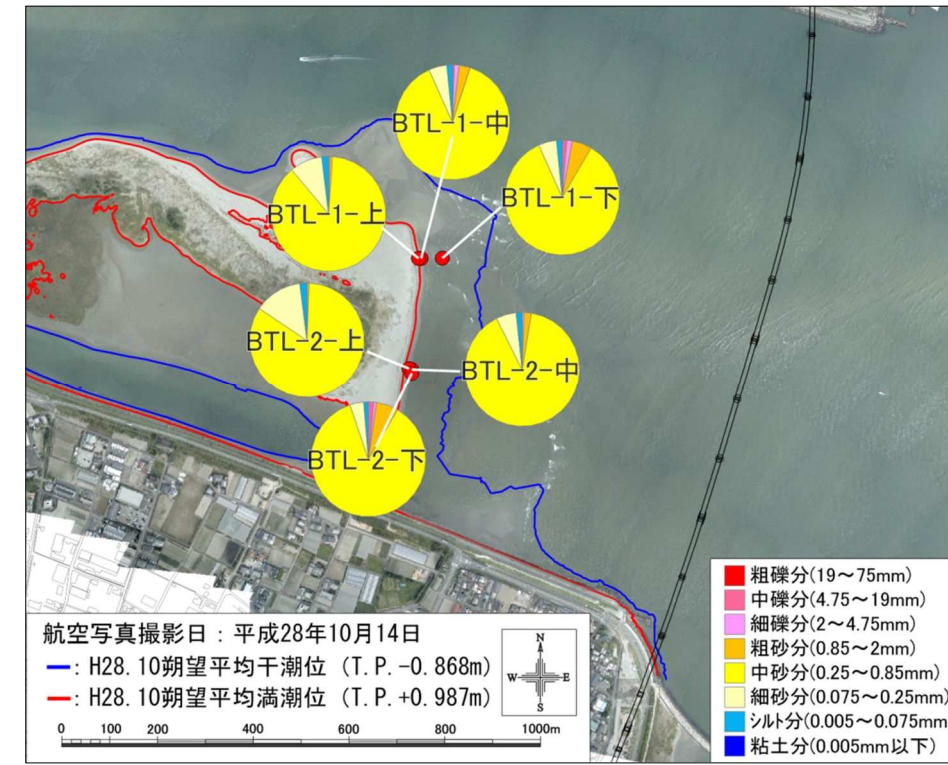 BTL-1-中
BTL-1-下
BTL-1-上
BTL-2-上
BTL-2-中
BTL-2-下
航空写真撮影日：平成28年10月14日
: H28.10朔望平均干潮位 (T.P.-0.868m)
: H28.10朔望平均満潮位 (T.P.+0.987m)
0 100 200 400 600 800 1000m
N
W E
S
粗礫分(19～75mm)
中礫分(4.75～19mm)
細礫分(2～4.75mm)
粗砂分(0.85～2mm)
中砂分(0.25～0.85mm)
細砂分(0.075～0.25mm)
シルト分(0.005～0.075mm
粘土分(0.005mm以下)